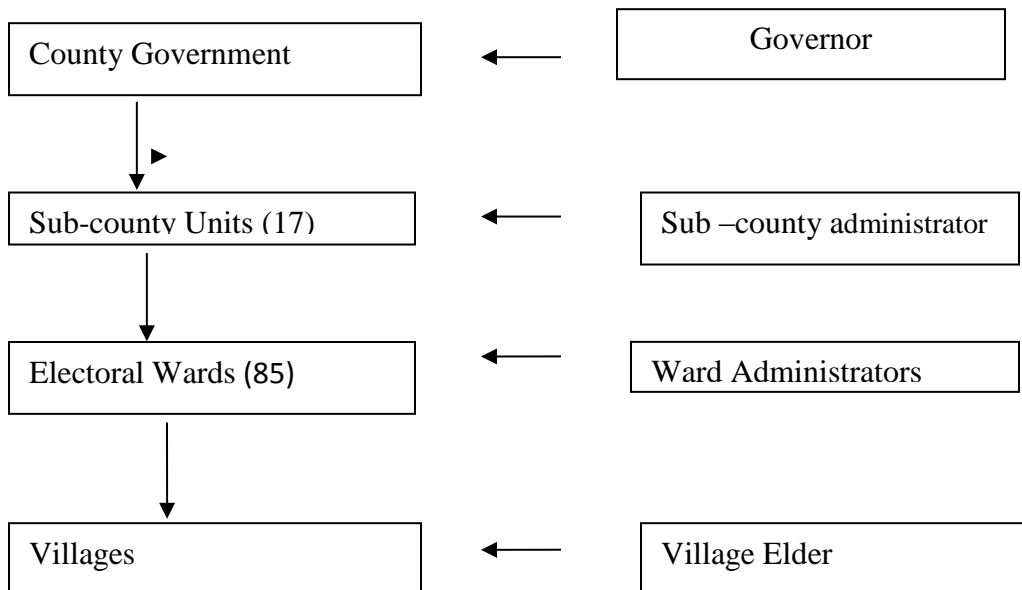 County Government
Governor
Sub-county Units (17)
Sub –county administrator
Electoral Wards (85)
Ward Administrators
Villages
Village Elder